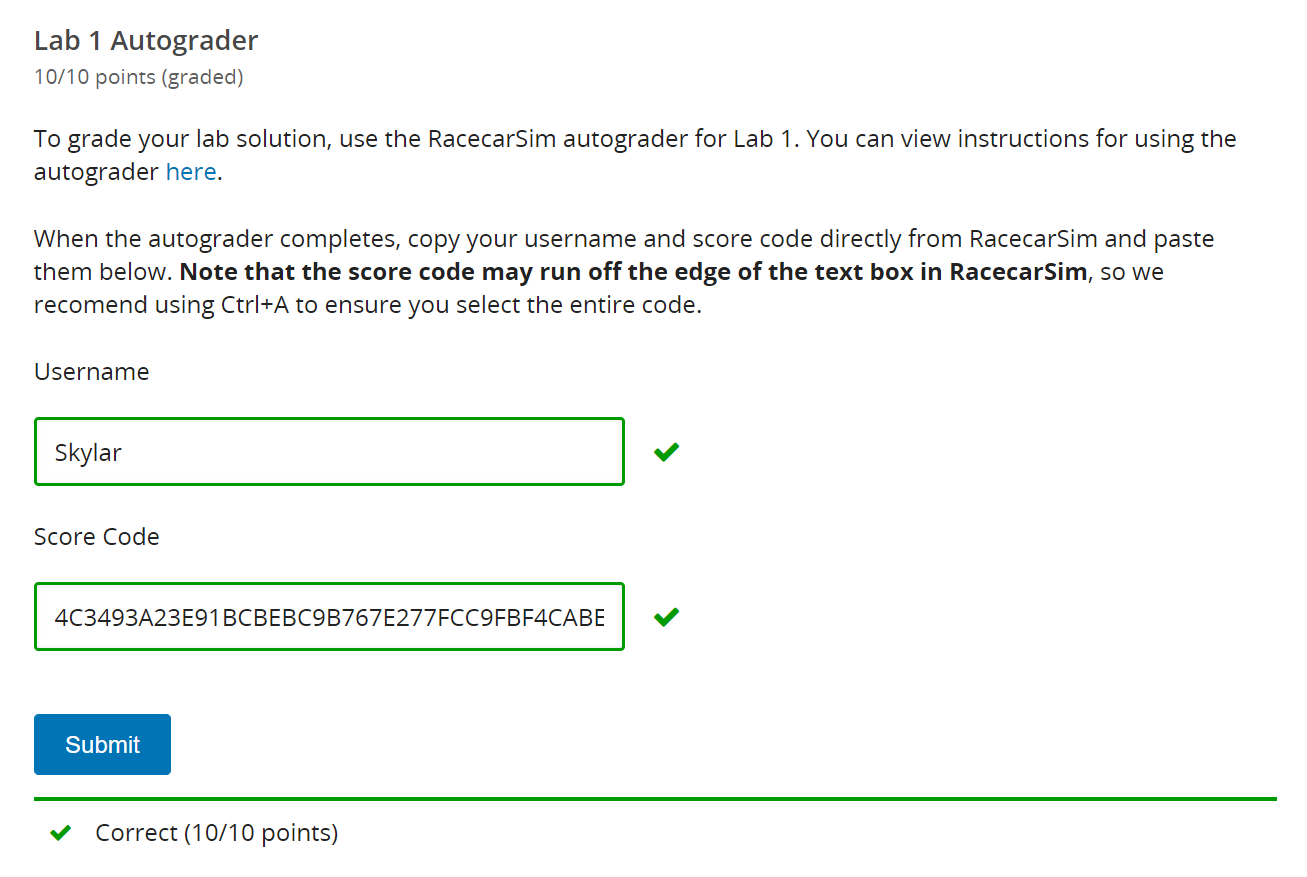 Lab 1 Autograder
10/10 points (graded)
To grade your lab solution, use the RacecarSim autograder for Lab 1. You can view instructions for using the
autograder here.
When the autograder completes, copy your username and score code directly from RacecarSim and paste
them below. Note that the score code may run off the edge of the text box in RacecarSim, so we
recomend using Ctrl+A to ensure you select the entire code.
Username
Skylar
Score Code
4C3493A23E91BCBEBC9B767E277FCC9FBF4CABE
Submit
Correct (10/10 points)